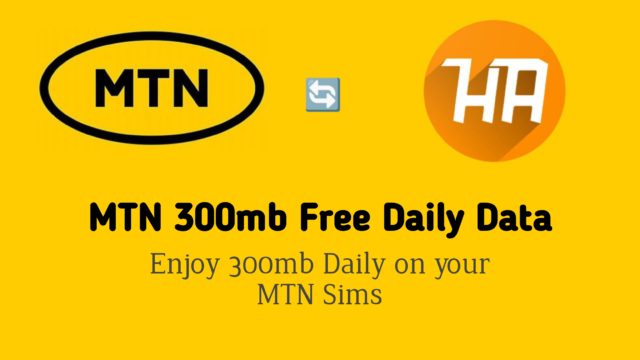 MTN
HA
MTN 300mb Free Daily Data
Enjoy 300mb Daily on your
MTN Sims